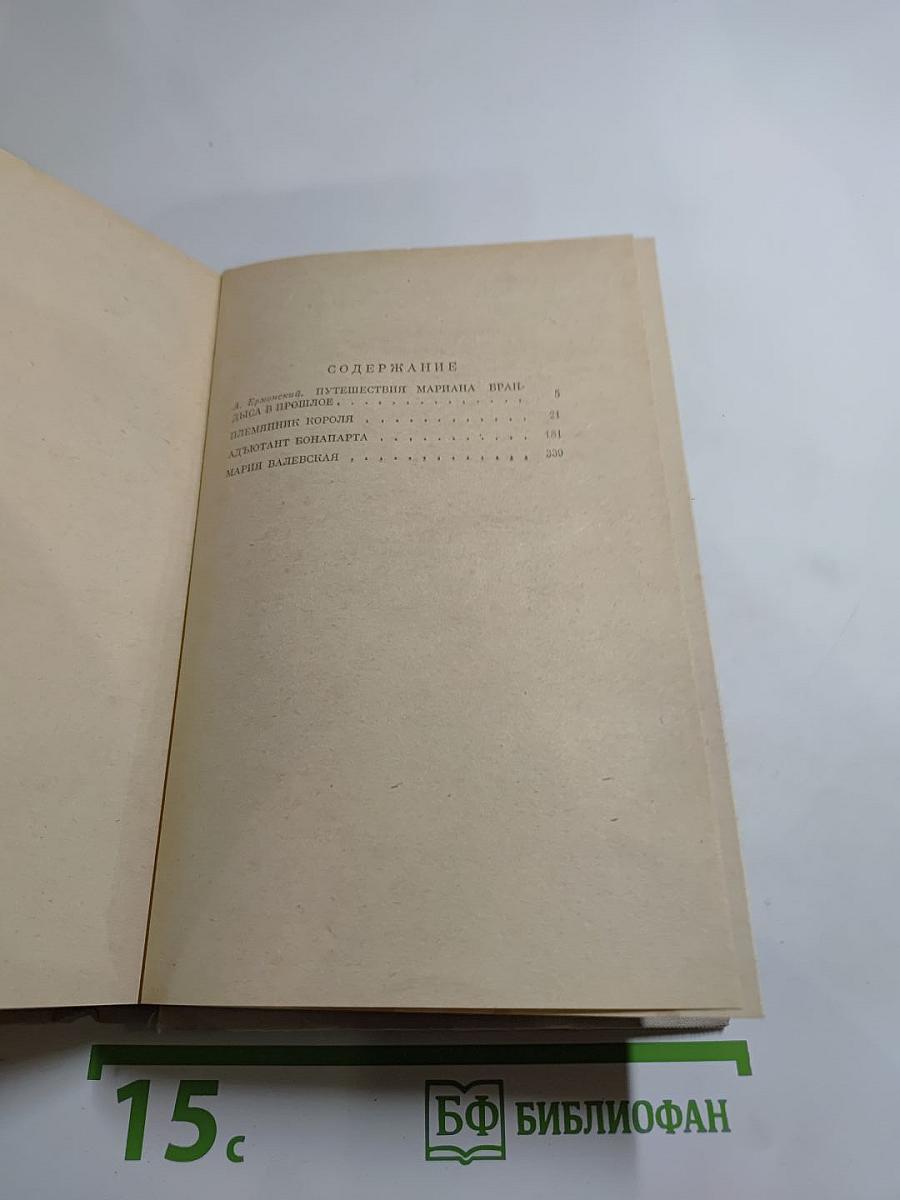 СОДЕРЖАНИЕ
А. Ермонский. ПУТЕШЕСТВИЯ МАРИАНА БРАН-
ДЫСА В ПРОШЛОЕ. . . . . . . . . . . . . . 5
ПЛЕМЯННИК КОРОЛЯ . . . . . . . . . . . . 21
АДЪЮТАНТ БОНАПАРТА . . . . . . . . . . . 181
МАРИЯ ВАЛЕВСКАЯ . . . . . . . . . . . . . 339
15 с
БФ БИБЛИОФАН